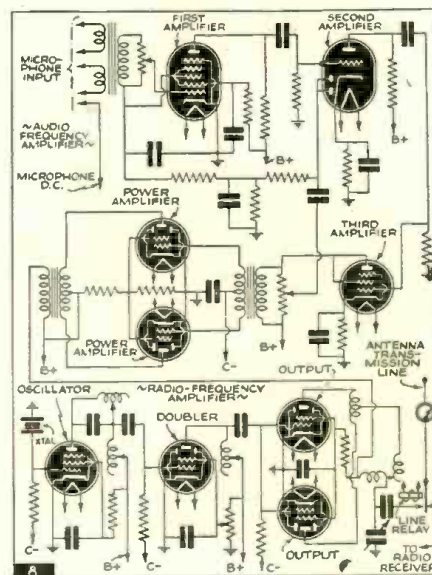 FIRST
AMPLIFIER
SECOND
AMPLIFIER
MICRO-
PHONE
INPUT
~AUDIO
FREQUENCY
AMPLIFIER~
MICROPHONE
D.C.
B+
B+
POWER
AMPLIFIER
THIRD
AMPLIFIER
POWER
AMPLIFIER
B+
C-
B+
OUTPUT
ANTENNA
TRANS-
MISSION
LINE
~RADIO-FREQUENCY
AMPLIFIER~
OSCILLATOR
DOUBLER
XTAL
C-
B+
C-
B+
C-
OUTPUT
LINE
RELAY
TO
RADIO
RECEIVER
8